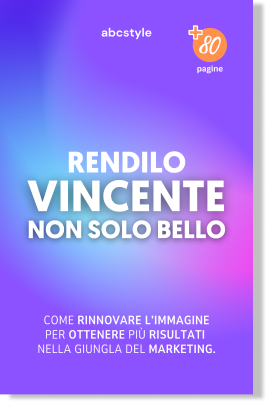 abcstyle
+80
pagine
RENDILO
VINCENTE
NON SOLO BELLO
COME RINNOVARE L'IMMAGINE
PER OTTENERE PIÙ RISULTATI
NELLA GIUNGLA DEL MARKETING.